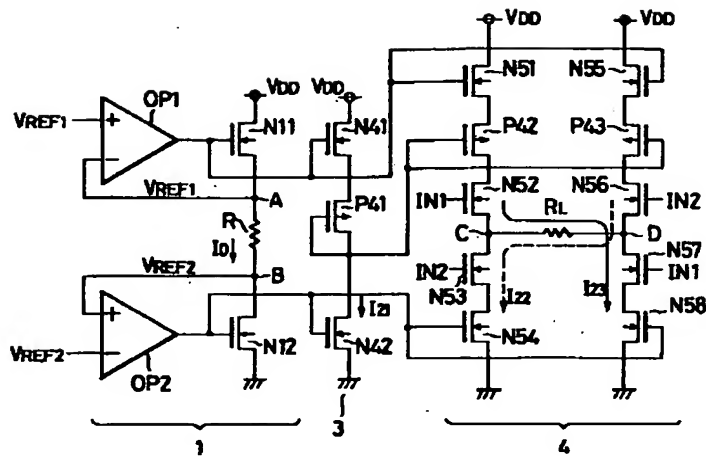 VDD VDD
VDD VDD
OP1 N51 N55
N11 N41
VREF1 P42 P43
VREF1 A P41 N52 N56
IN1 RL IN2
R C D
I0 N57
VREF2 B IN2 IN1
N53
I21 I22 I23 N58
N54
VREF2 N12 N42
OP2
1 3 4